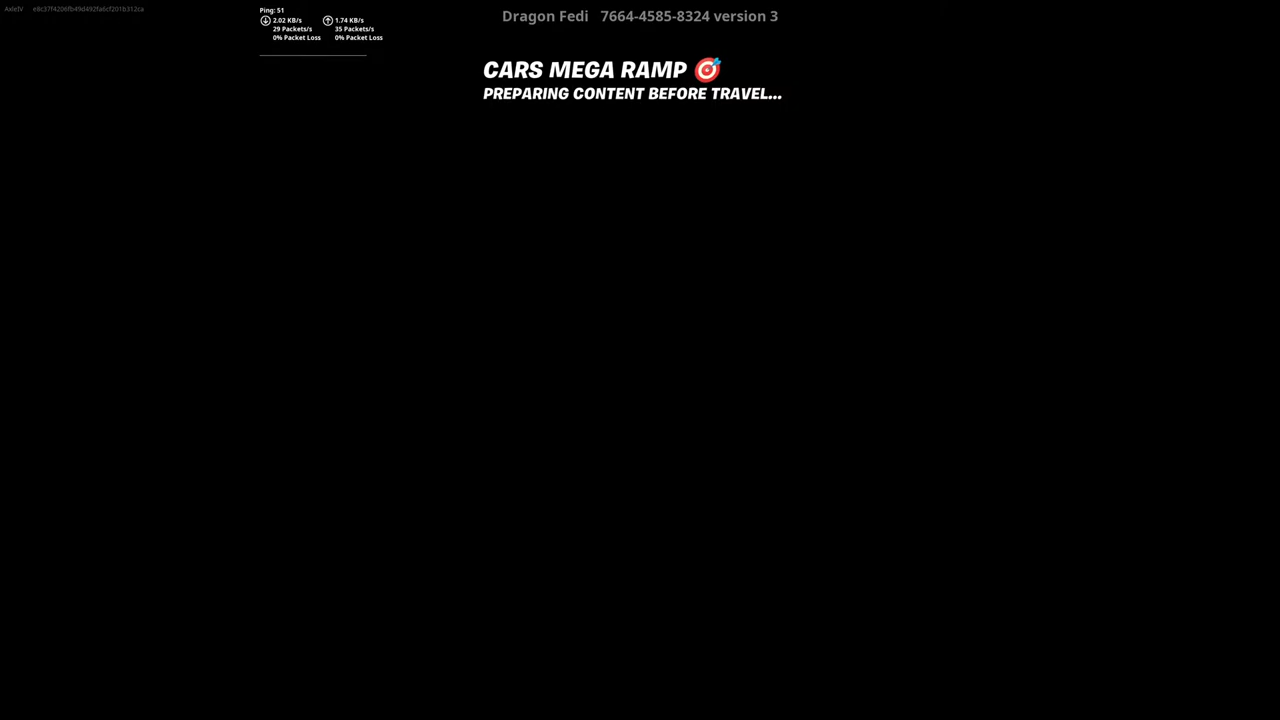 AxleIV
Ping: 51
2.02 KB/s 1.74 KB/s
29 Packets/s 35 Packets/s
0% Packet Loss 0% Packet Loss
Dragon Fedi 7664-4585-8324 version 3
CARS MEGA RAMP 🎯
PREPARING CONTENT BEFORE TRAVEL...